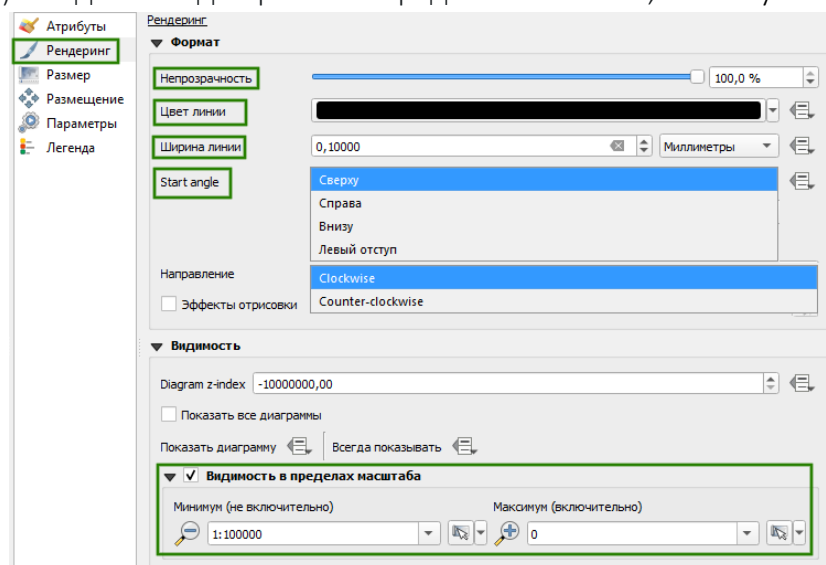 Атрибуты
Рендеринг
Размер
Размещение
Параметры
Легенда
Рендеринг
Формат
Непрозрачность 100,0 %
Цвет линии
Ширина линии 0,10000 Миллиметры
Start angle Сверху
Справа
Внизу
Левый отступ
Направление Clockwise
Эффекты отрисовки Counter-clockwise
Видимость
Diagram z-index -10000000,00
Показать все диаграммы
Показать диаграмму Всегда показывать
Видимость в пределах масштаба
Минимум (не включительно) Максимум (включительно)
1:100000 0